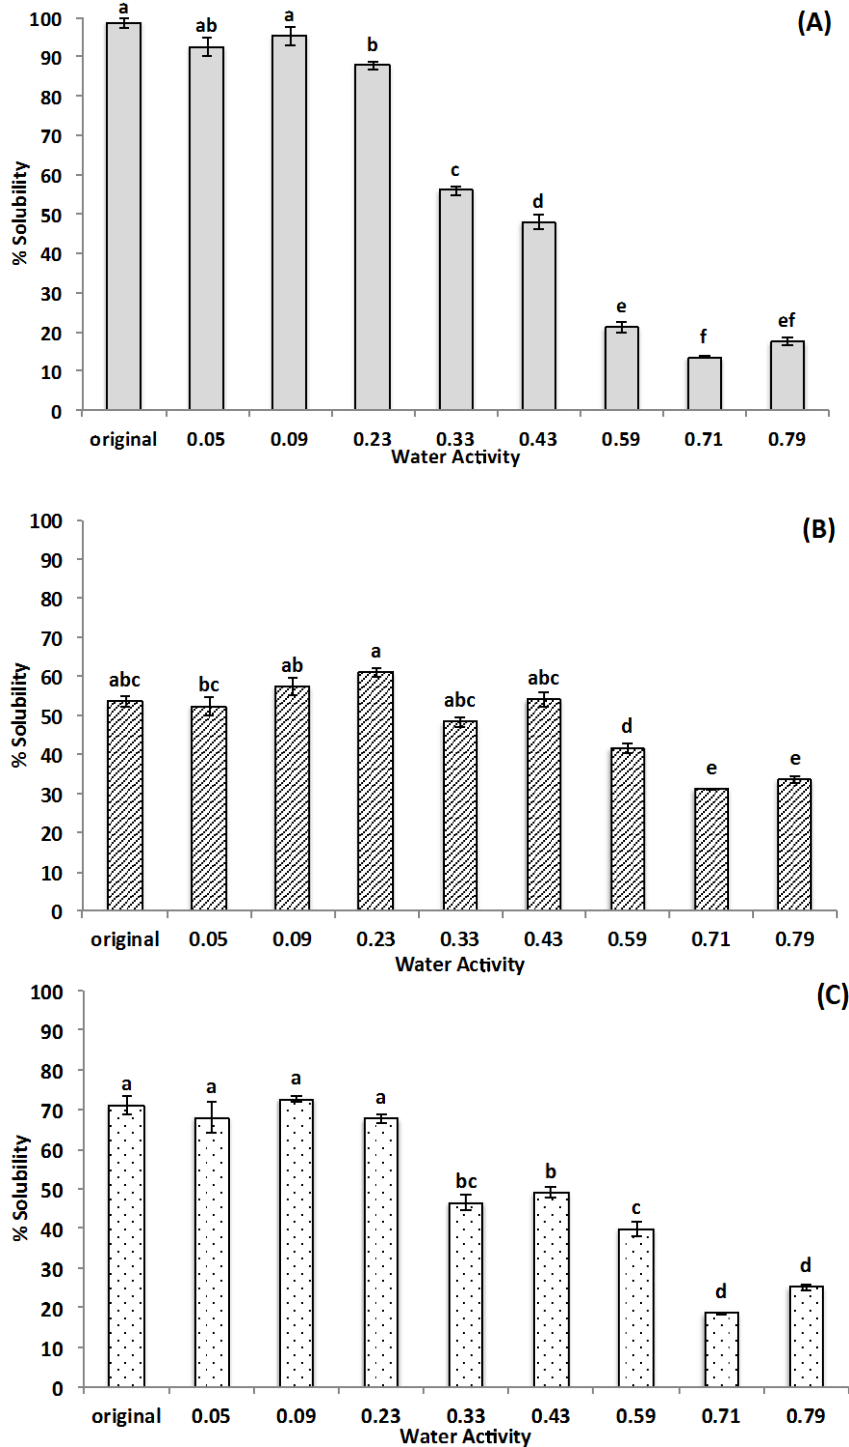 (A)
% Solubility
100
90
80
70
60
50
40
30
20
10
0
a ab a b c d e f ef
original 0.05 0.09 0.23 0.33 0.43 0.59 0.71 0.79
Water Activity
(B)
% Solubility
100
90
80
70
60
50
40
30
20
10
0
abc bc ab a abc abc d e e
original 0.05 0.09 0.23 0.33 0.43 0.59 0.71 0.79
Water Activity
(C)
% Solubility
100
90
80
70
60
50
40
30
20
10
0
a a a a bc b c d d
original 0.05 0.09 0.23 0.33 0.43 0.59 0.71 0.79
Water Activity